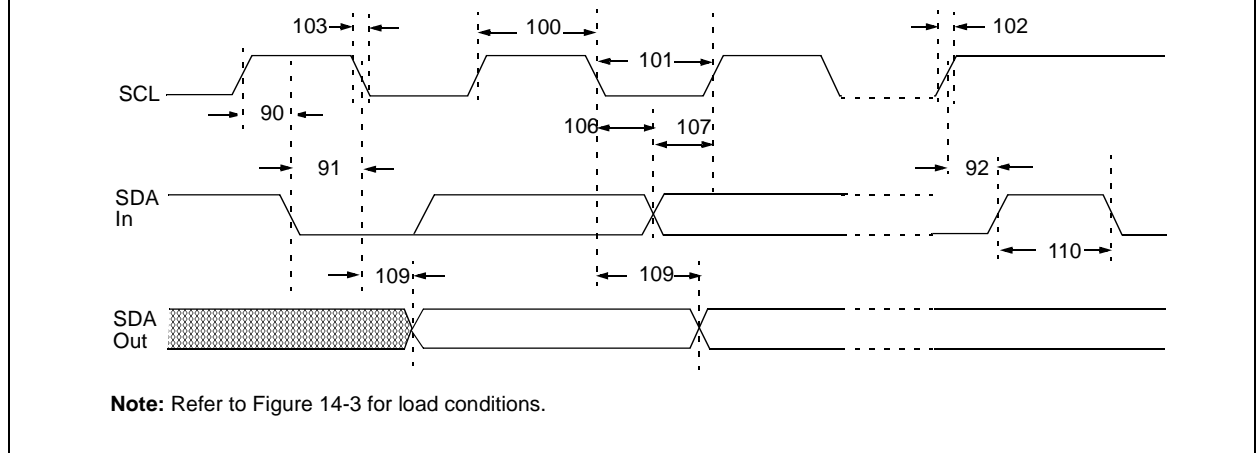 103
100
102
101
SCL
90
106
107
91
92
SDA
In
110
109
109
SDA
Out
Note: Refer to Figure 14-3 for load conditions.